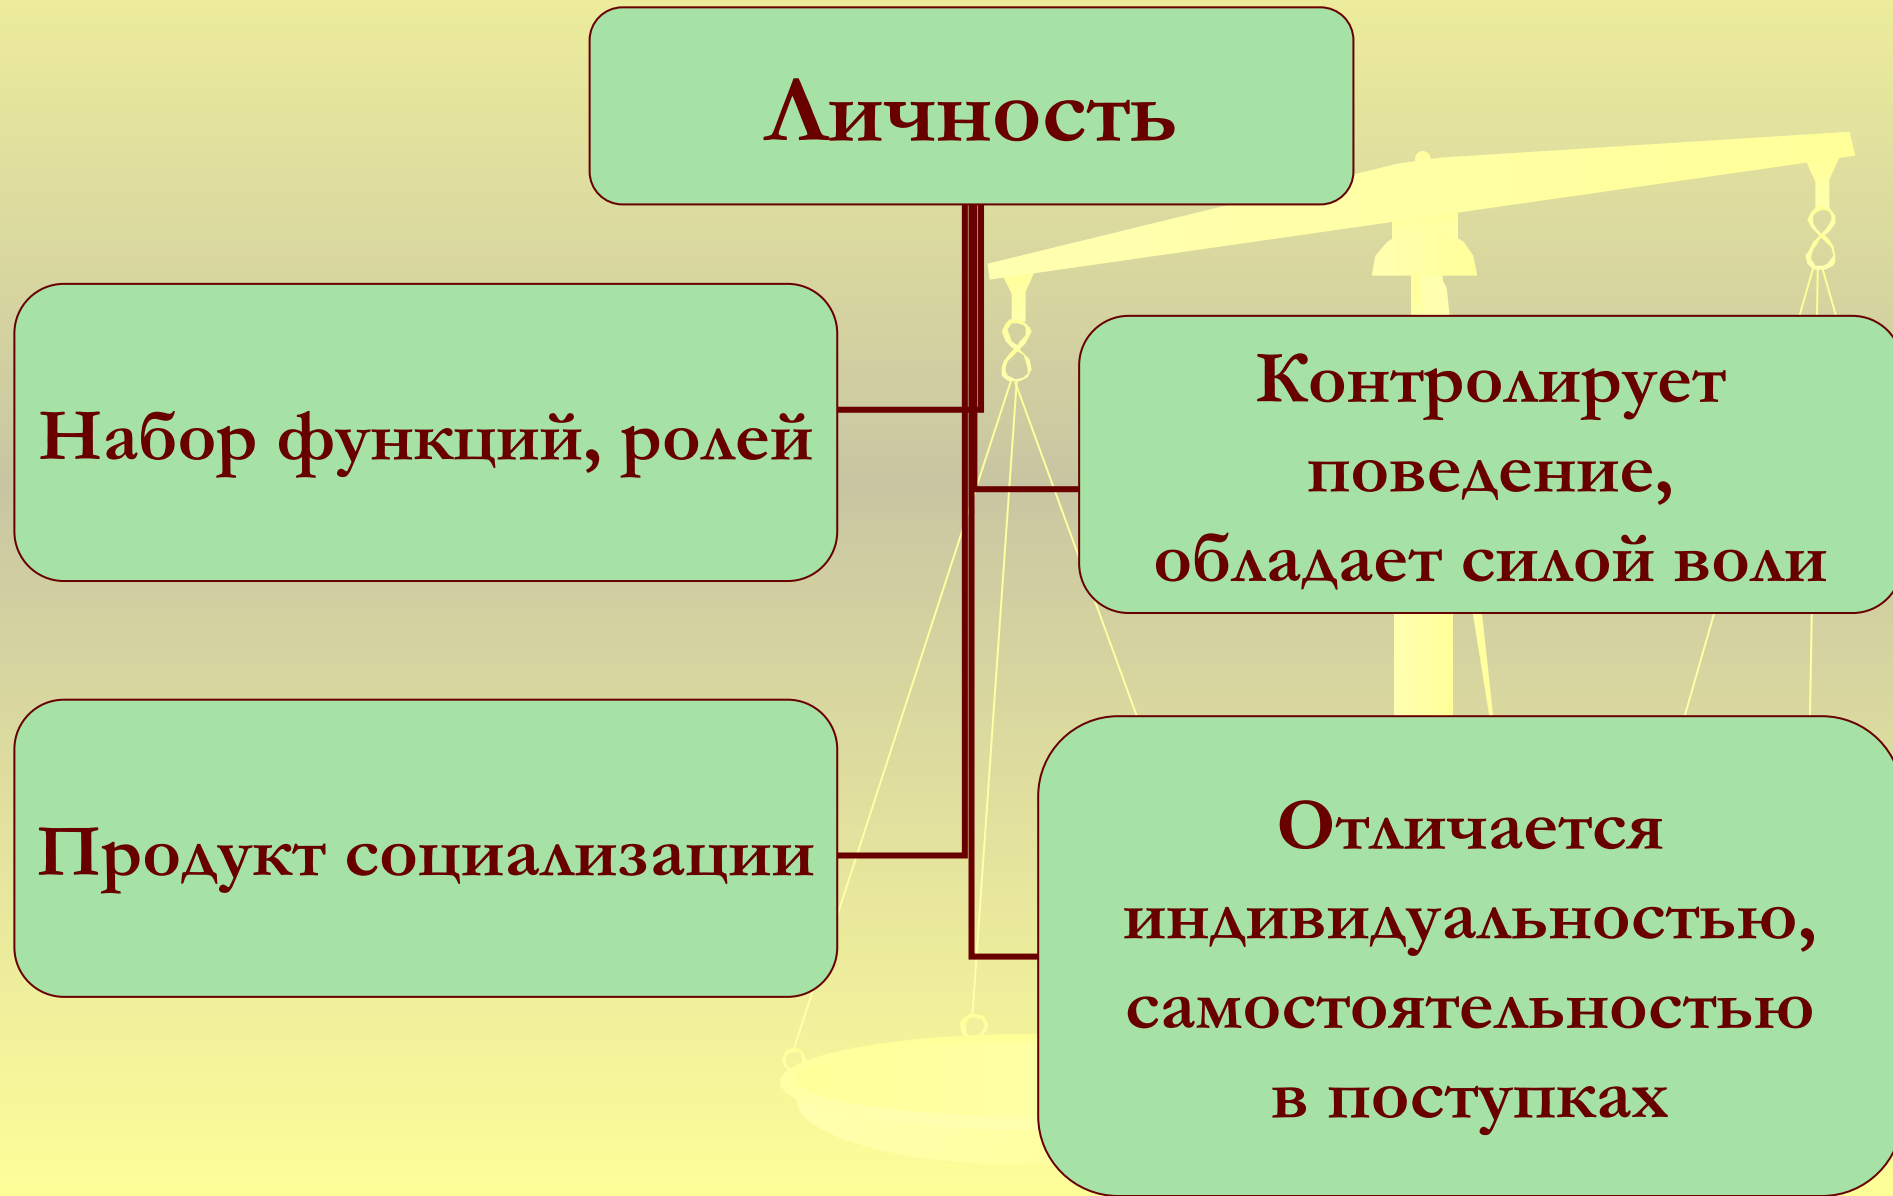 Личность
Набор функций, ролей
Контролирует
поведение,
обладает силой воли
Продукт социализации
Отличается
индивидуальностью,
самостоятельностью
в поступках